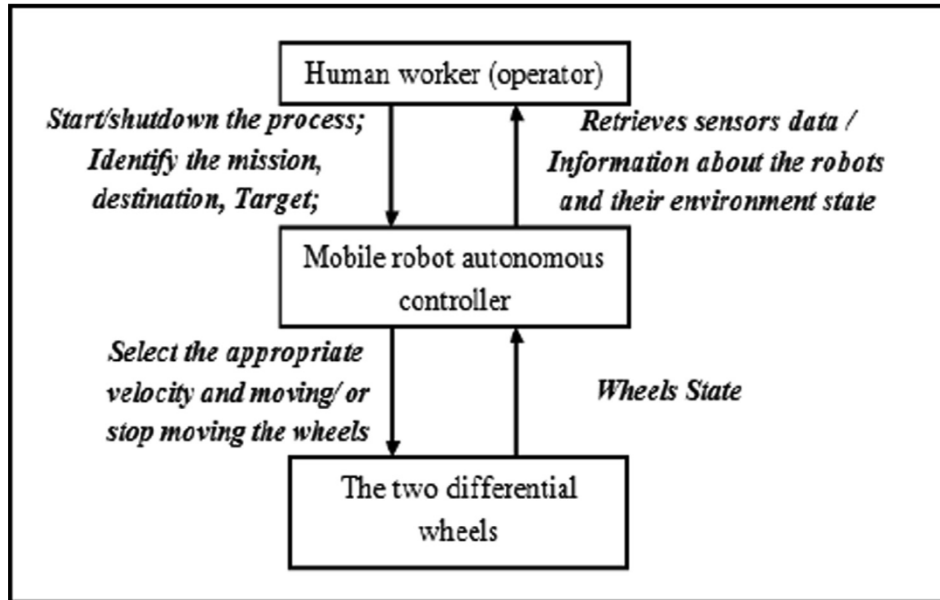 Human worker (operator)
Start/shutdown the process;
Identify the mission,
destination, Target;
Retrieves sensors data /
Information about the robots
and their environment state
Mobile robot autonomous
controller
Select the appropriate
velocity and moving/ or
stop moving the wheels
Wheels State
The two differential
wheels